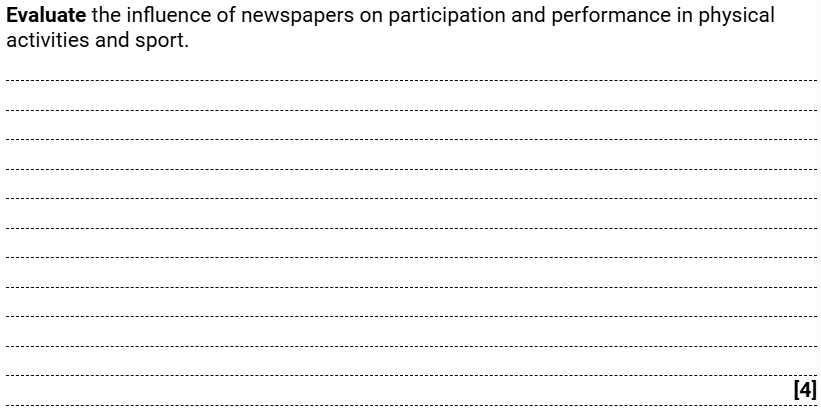 Evaluate the influence of newspapers on participation and performance in physical
activities and sport.
[4]